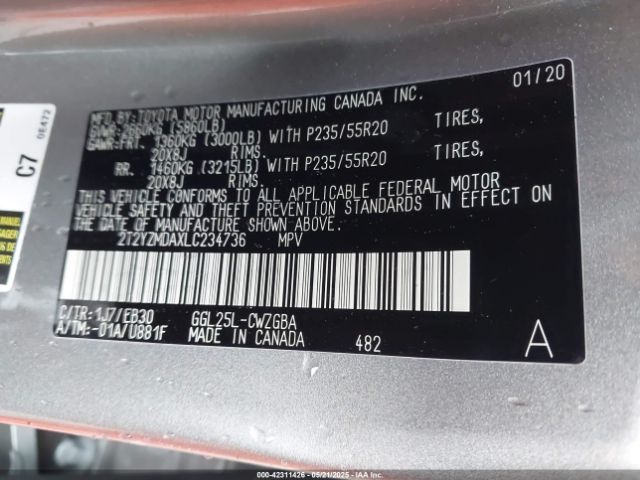 01/20
MFD. BY: TOYOTA MOTOR MANUFACTURING CANADA INC.
GVWR: 2660KG (5860LB)
GAWR: FRT. 1360KG (3000LB) WITH P235/55R20 TIRES,
20X8J RIMS.
RR. 1460KG (3215LB) WITH P235/55R20 TIRES,
20X8J RIMS.
THIS VEHICLE CONFORMS TO ALL APPLICABLE FEDERAL MOTOR
VEHICLE SAFETY AND THEFT PREVENTION STANDARDS IN EFFECT ON
THE DATE OF MANUFACTURE SHOWN ABOVE.
2T2YZMDAXLC234736 MPV
C/TR: 1J7/EB30 GGL25L-CWZGBA
A/TM: -01A/U881F MADE IN CANADA 482 A
0E473
C7
000-42311426 - 05/21/2025 - IAAI.COM